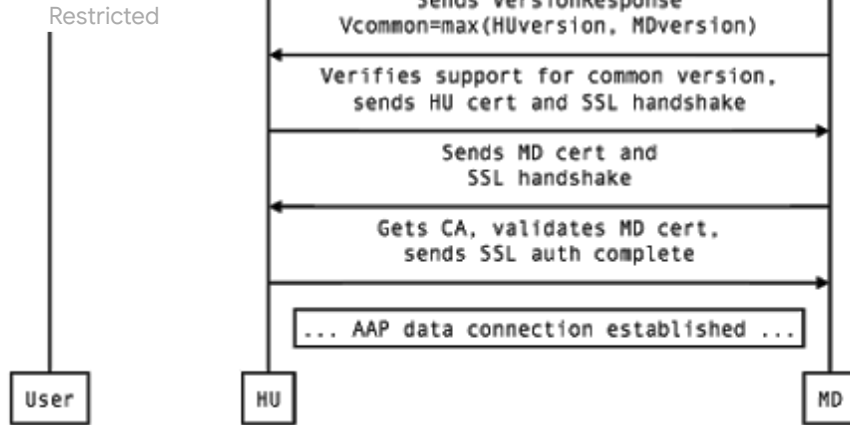 Restricted
Sends VersionResponse
Vcommon=max(HUversion, MDversion)
Verifies support for common version,
sends HU cert and SSL handshake
Sends MD cert and
SSL handshake
Gets CA, validates MD cert,
sends SSL auth complete
... AAP data connection established ...
User
HU
MD